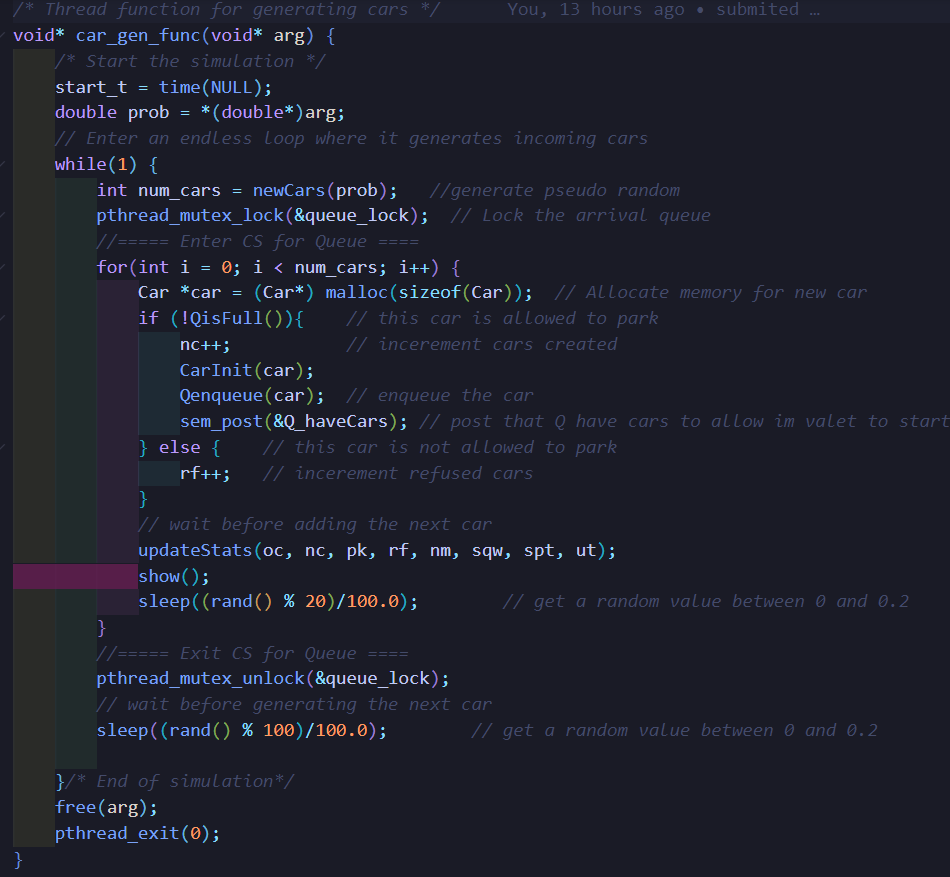 /* Thread function for generating cars */ You, 13 hours ago • submited …
void* car_gen_func(void* arg) {
/* Start the simulation */
start_t = time(NULL);
double prob = *(double*)arg;
// Enter an endless loop where it generates incoming cars
while(1) {
int num_cars = newCars(prob); //generate pseudo random
pthread_mutex_lock(&queue_lock); // Lock the arrival queue
//===== Enter CS for Queue ====
for(int i = 0; i < num_cars; i++) {
Car *car = (Car*) malloc(sizeof(Car)); // Allocate memory for new car
if (!QisFull()){ // this car is allowed to park
nc++; // incerement cars created
CarInit(car);
Qenqueue(car); // enqueue the car
sem_post(&Q_haveCars); // post that Q have cars to allow im valet to start
} else { // this car is not allowed to park
rf++; // incerement refused cars
}
// wait before adding the next car
updateStats(oc, nc, pk, rf, nm, sqw, spt, ut);
show();
sleep((rand() % 20)/100.0); // get a random value between 0 and 0.2
}
//===== Exit CS for Queue ====
pthread_mutex_unlock(&queue_lock);
// wait before generating the next car
sleep((rand() % 100)/100.0); // get a random value between 0 and 0.2
}/* End of simulation*/
free(arg);
pthread_exit(0);
}